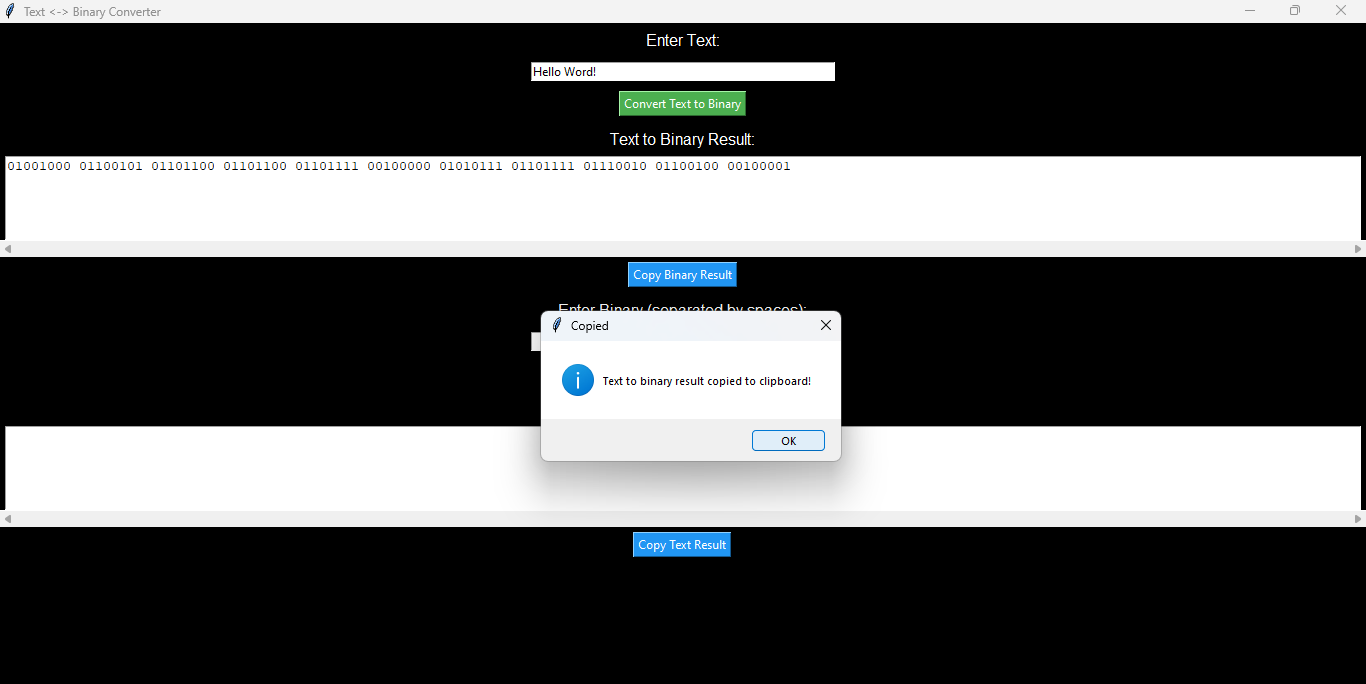 Text <-> Binary Converter
Enter Text:
Hello Word!
Convert Text to Binary
Text to Binary Result:
01001000 01100101 01101100 01101100 01101111 00100000 01010111 01101111 01110010 01100100 00100001
Copy Binary Result
Enter Binary (separated by spaces):
Copied
Text to binary result copied to clipboard!
OK
Copy Text Result